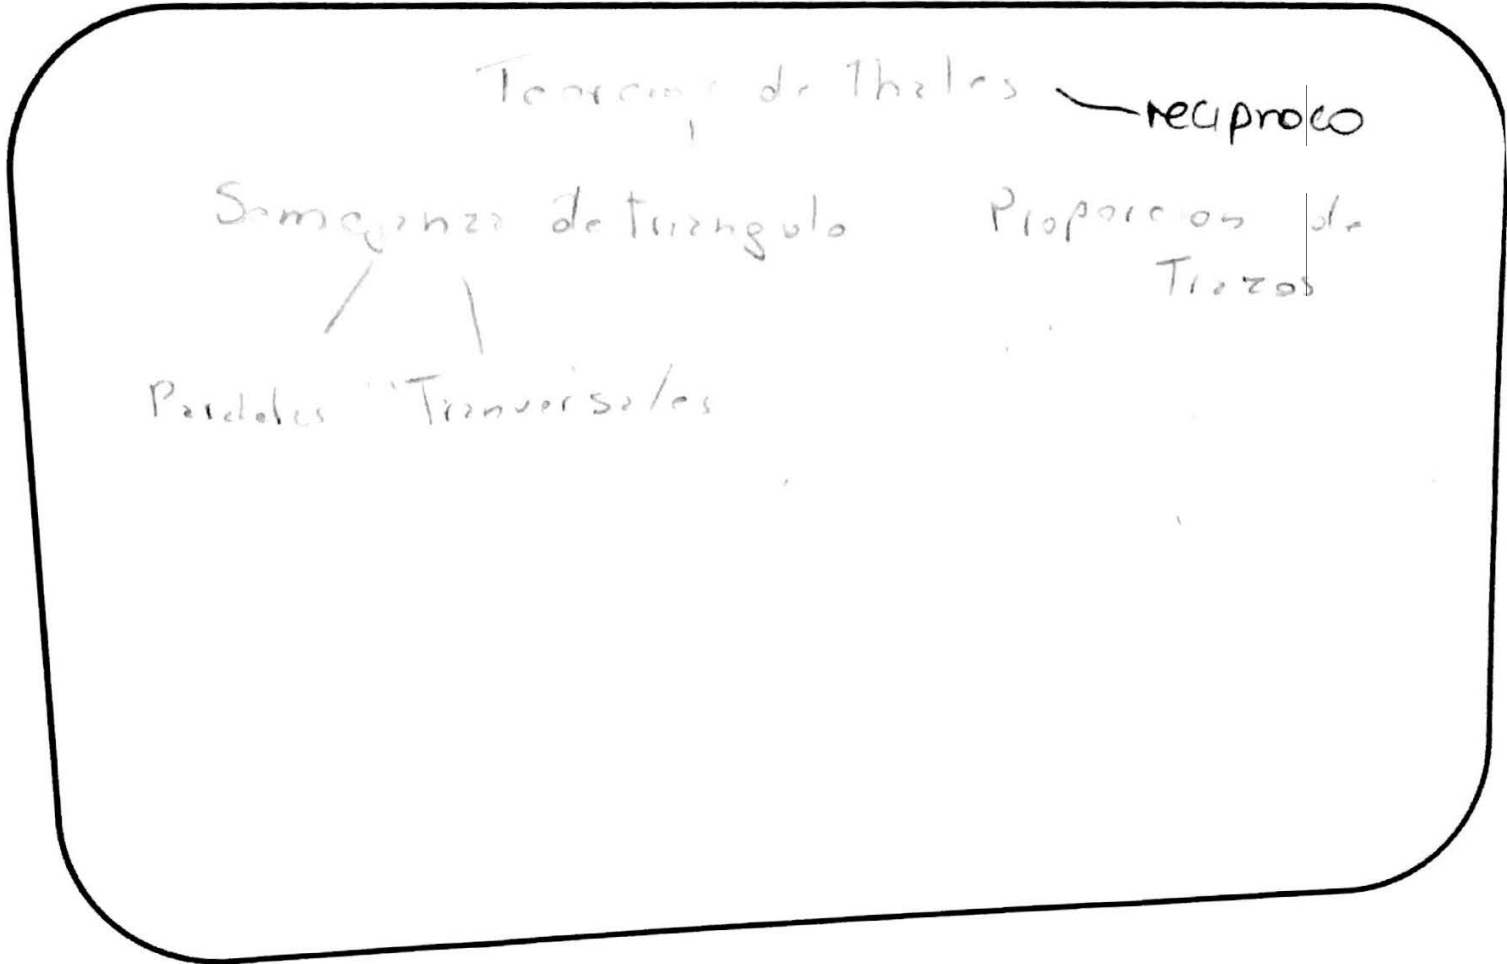 Teorema de Thales
reciproco
Semejanza de triangulo
Proporcion de
Trazos
Paralelas Tranversales